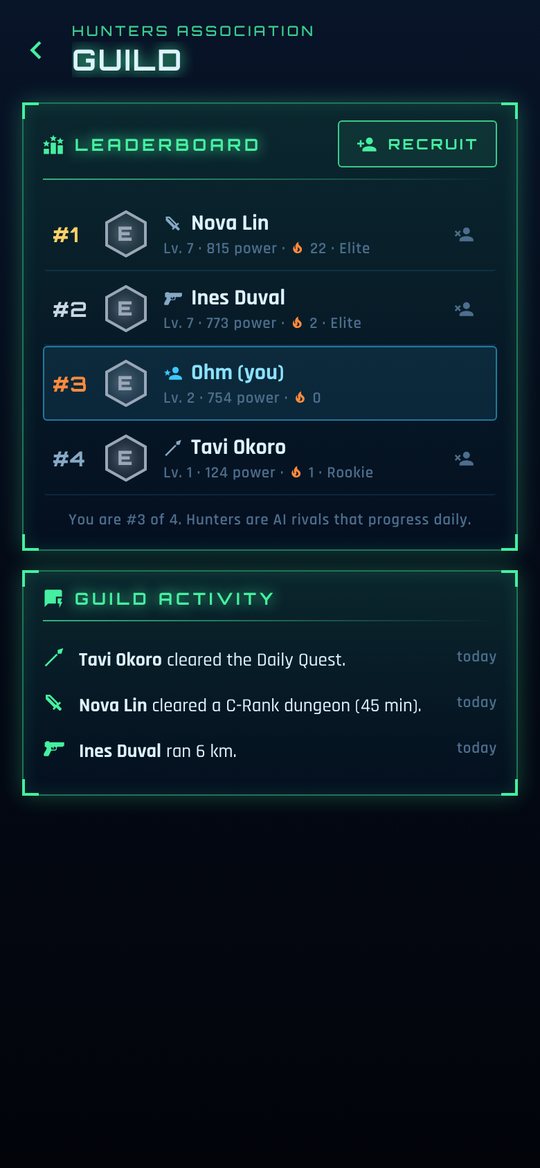 HUNTERS ASSOCIATION
GUILD
LEADERBOARD
RECRUIT
#1
E
Nova Lin
Lv. 7 · 815 power · 22 · Elite
#2
E
Ines Duval
Lv. 7 · 773 power · 2 · Elite
#3
E
Ohm (you)
Lv. 2 · 754 power · 0
#4
E
Tavi Okoro
Lv. 1 · 124 power · 1 · Rookie
You are #3 of 4. Hunters are AI rivals that progress daily.
GUILD ACTIVITY
Tavi Okoro cleared the Daily Quest. today
Nova Lin cleared a C-Rank dungeon (45 min). today
Ines Duval ran 6 km. today